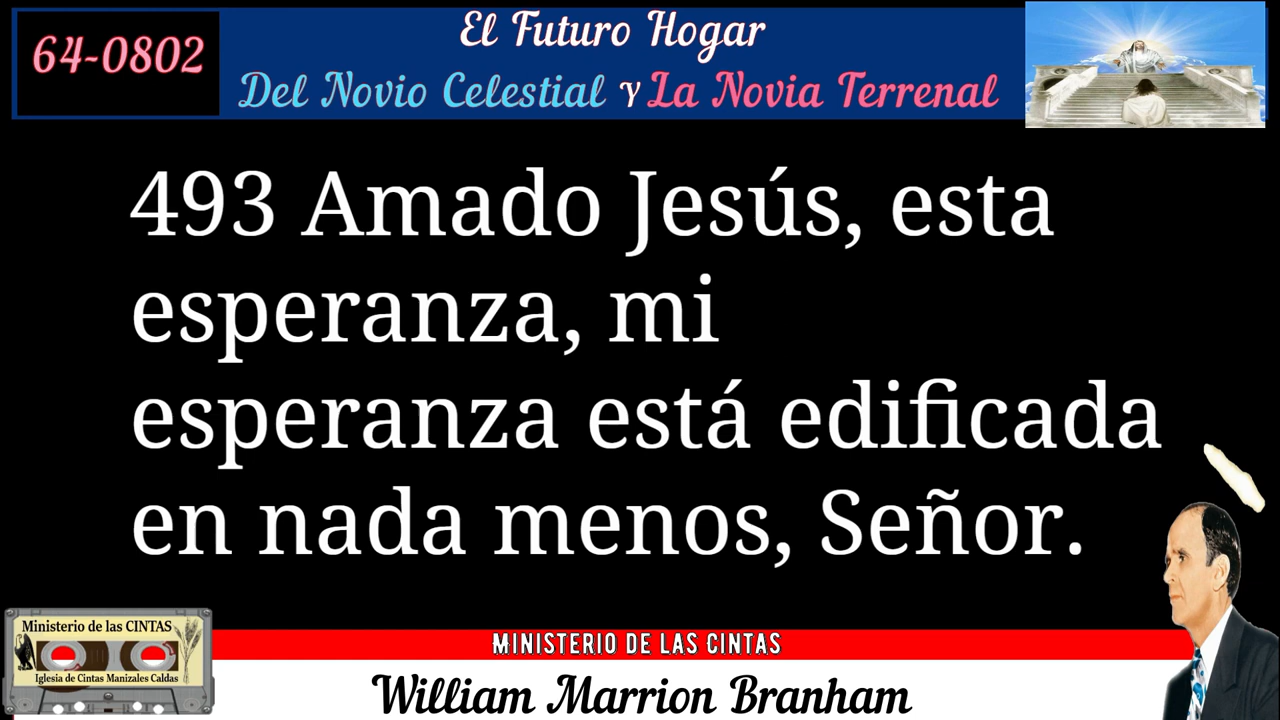 64-0802
El Futuro Hogar
Del Novio Celestial Y La Novia Terrenal
493 Amado Jesús, esta
esperanza, mi
esperanza está edificada
en nada menos, Señor.
Ministerio de las CINTAS
Iglesia de Cintas Manizales Caldas
MINISTERIO DE LAS CINTAS
William Marrion Branham